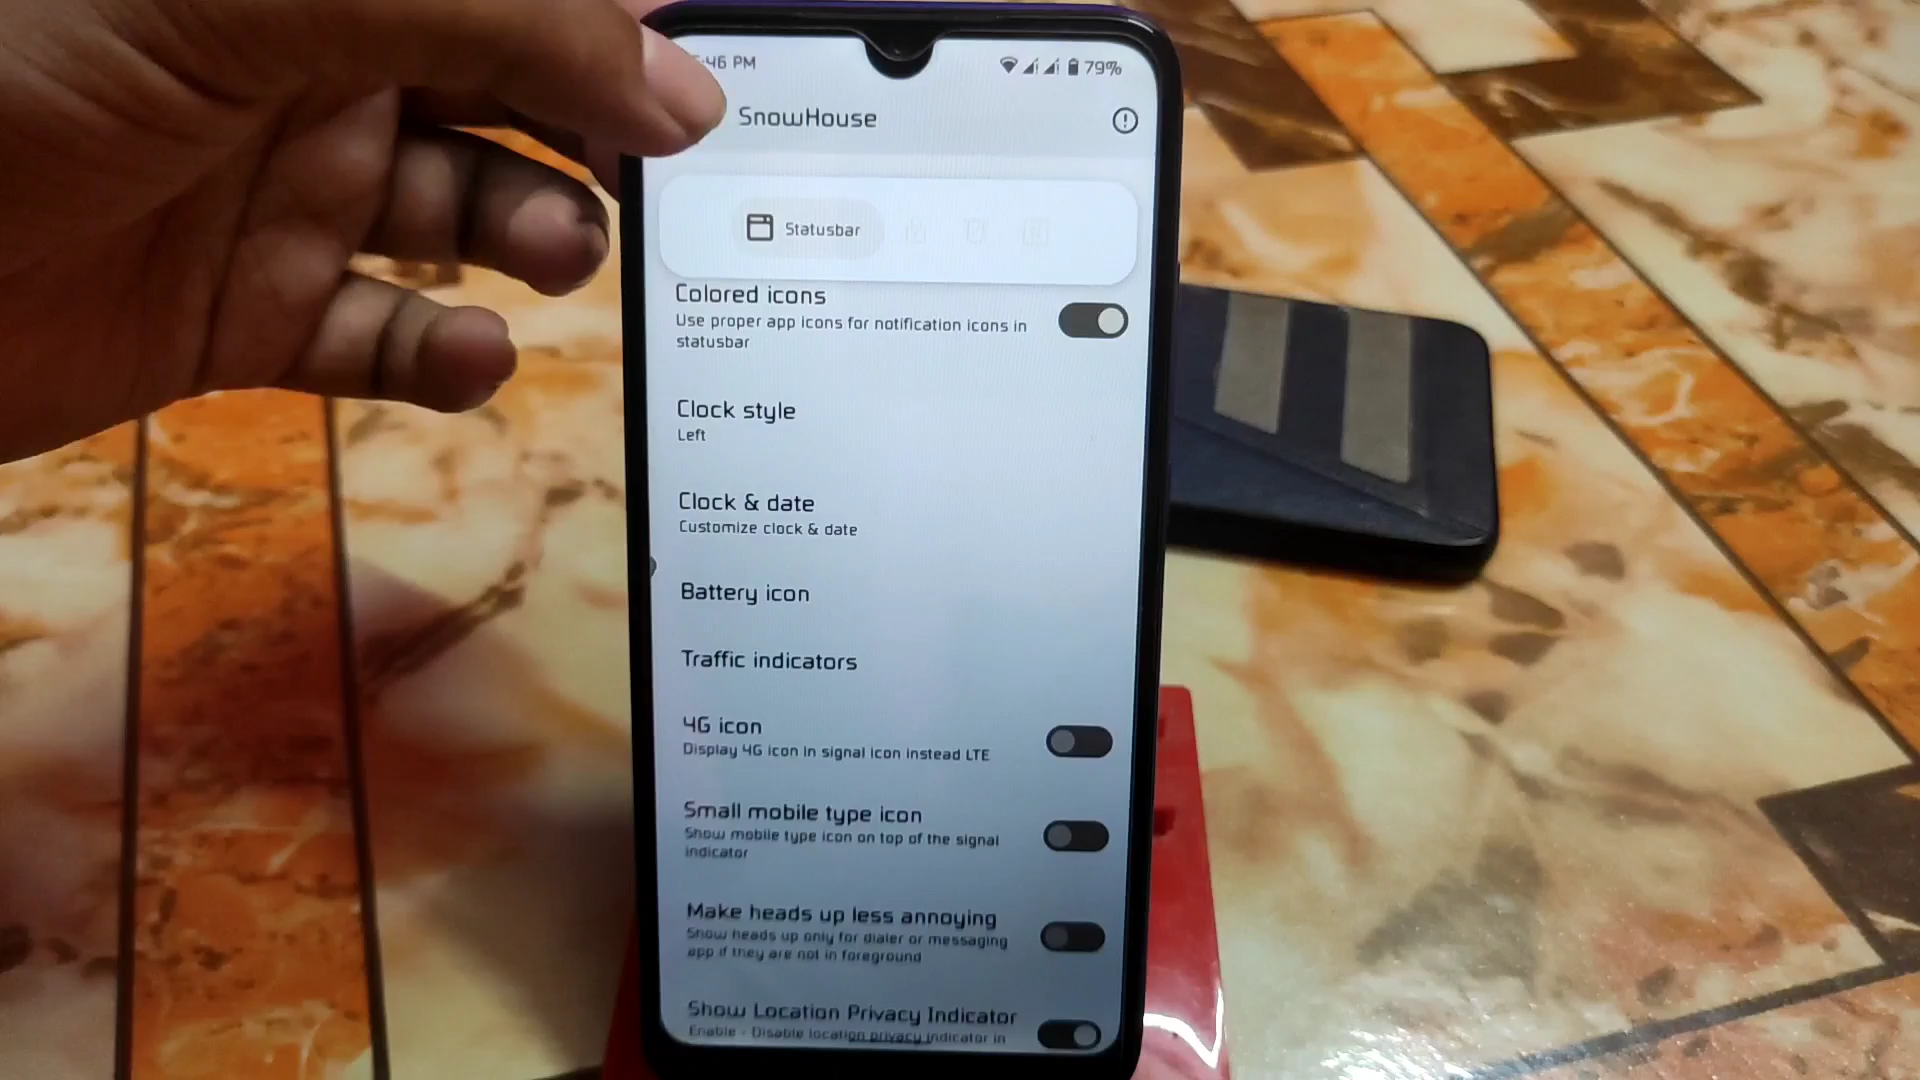 :46 PM
79%
SnowHouse
Statusbar
Colored icons
Use proper app icons for notification icons in
statusbar
Clock style
Left
Clock & date
Customize clock & date
Battery icon
Traffic indicators
4G icon
Display 4G icon in signal icon instead LTE
Small mobile type icon
Show mobile type icon on top of the signal
indicator
Make heads up less annoying
Show heads up only for dialer or messaging
app if they are not in foreground
Show Location Privacy Indicator
Enable - Disable location privacy indicator in